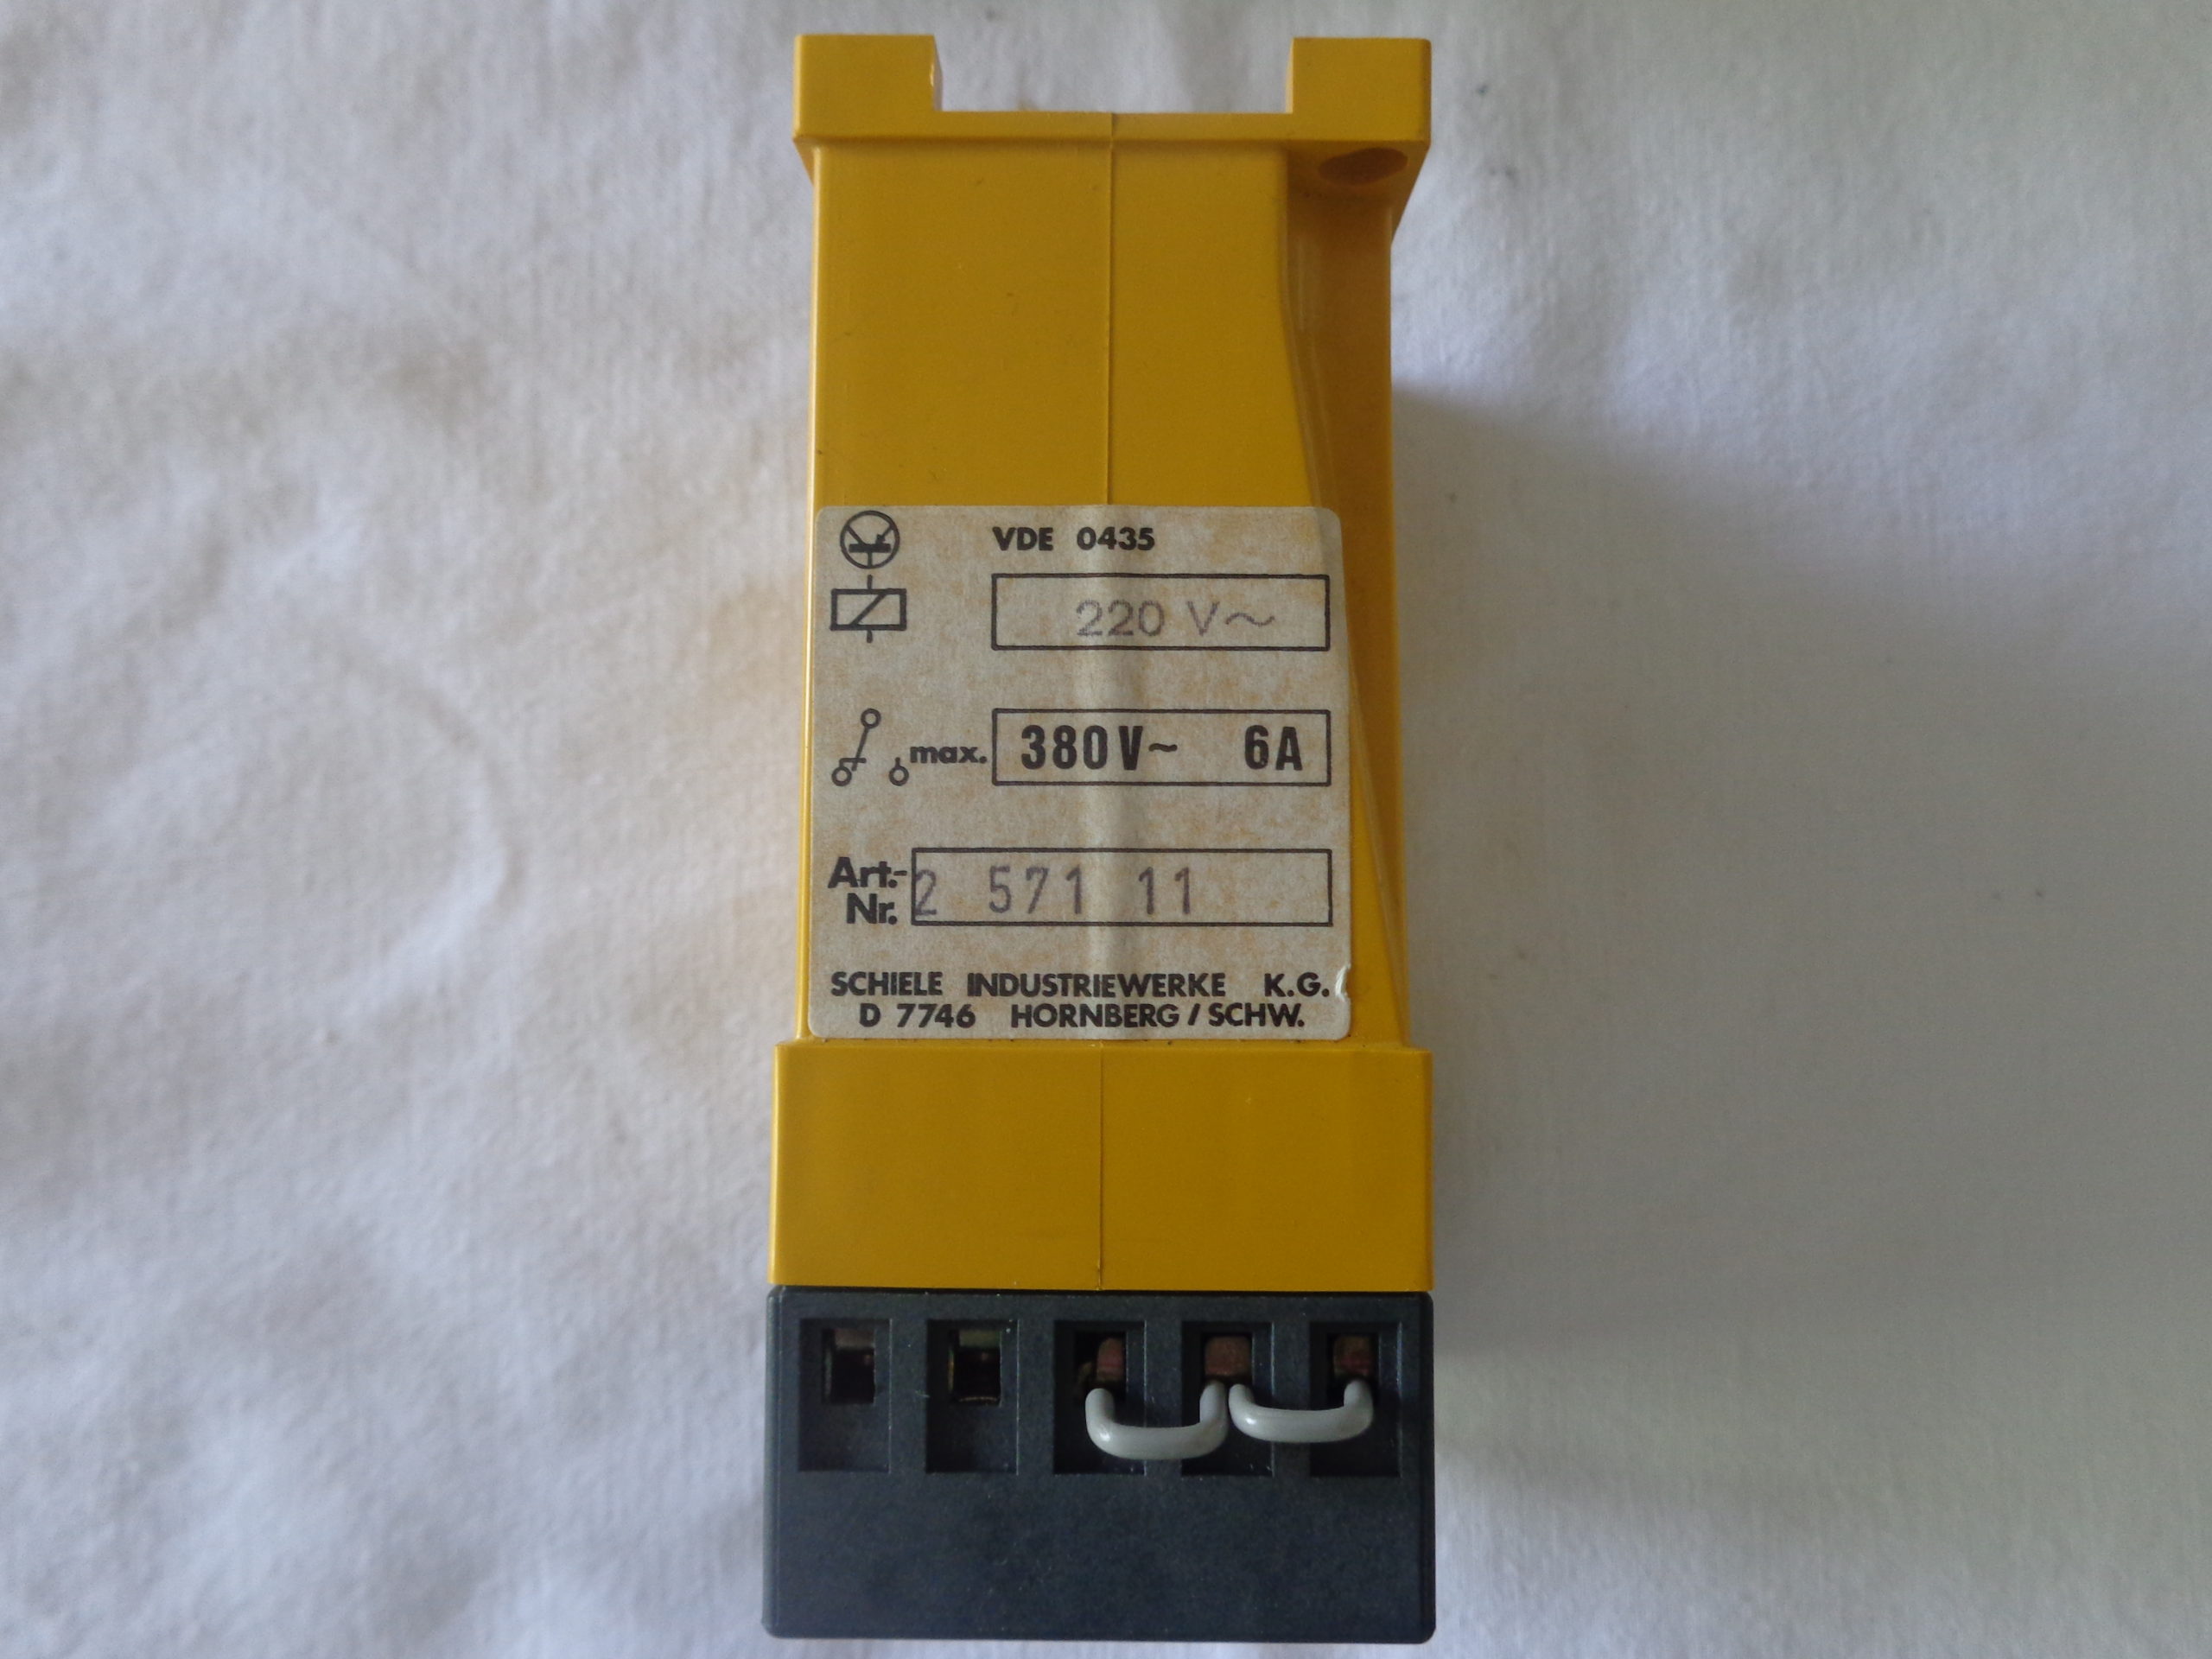 VDE 0435
220 V~
max. 380V~ 6A
Art.-
Nr. 2 571 11
SCHIELE INDUSTRIEWERKE K.G.
D 7746 HORNBERG / SCHW.